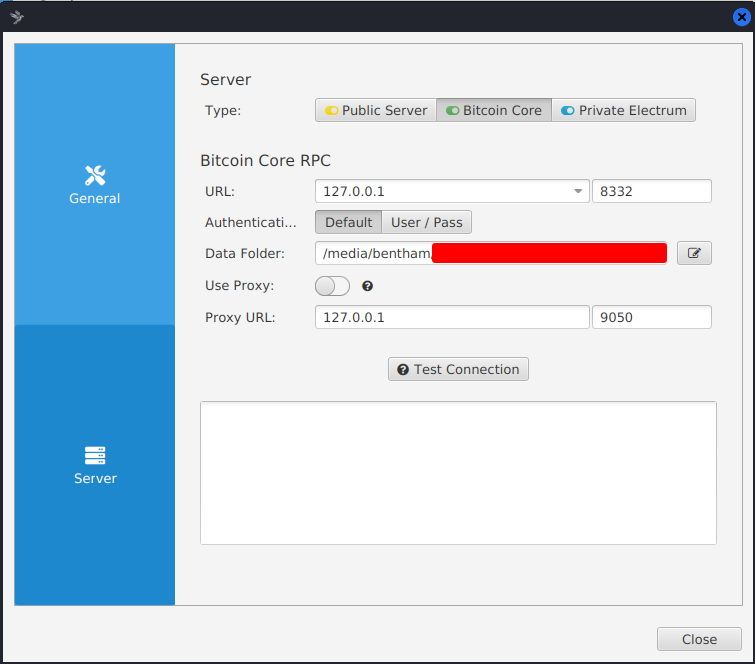 General
Server
Server
Type: Public Server Bitcoin Core Private Electrum
Bitcoin Core RPC
URL: 127.0.0.1 8332
Authenticati... Default User / Pass
Data Folder: /media/bentham/
Use Proxy:
Proxy URL: 127.0.0.1 9050
Test Connection
Close